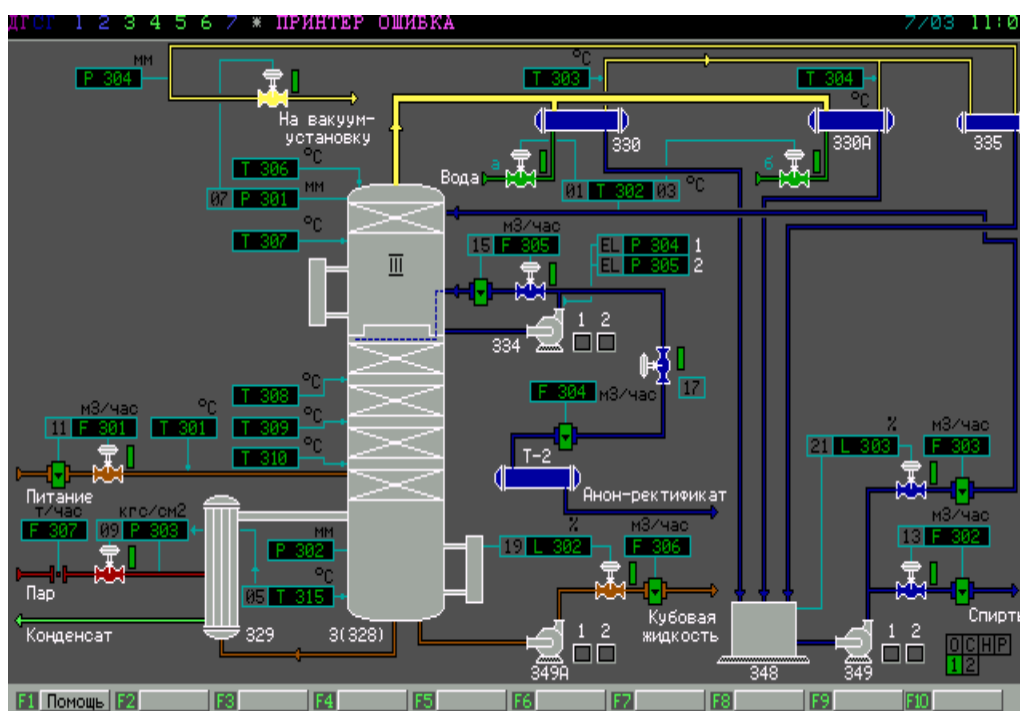 ДГСГ 1 2 3 4 5 6 7 * ПРИНТЕР ОШИБКА 7/03 11:0
мм
P 304
°C
T 303
T 304
°C
На вакуум-
установку
330
330А
335
°C
T 306
Вода
а
б
мм
07 P 301
01 T 302 03 °C
°C
T 307
м3/час
15 F 305
EL P 304 1
EL P 305 2
III
334
1 2
17
°C
T 308
F 304 м3/час
м3/час
11 F 301
°C
T 301
°C
T 309
°C
T 310
%
21 L 303
м3/час
F 303
Т-2
Питание
Анон-ректификат
т/час
F 307
кгс/см2
09 P 303
мм
P 302
%
19 L 302
м3/час
F 306
м3/час
13 F 302
°C
05 T 315
Пар
Кубовая
жидкость
Спирты
Конденсат
329
3(328)
1 2
349А
348
349
1 2
О С Н Р
1 2
F1 Помощь F2 F3 F4 F5 F6 F7 F8 F9 F10